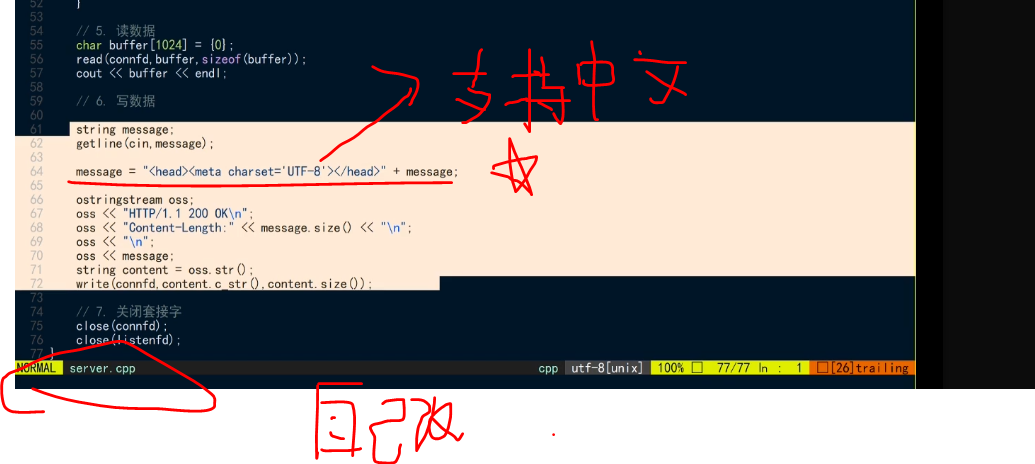 52 }
53
54 // 5. 读数据
55 char buffer[1024] = {0};
56 read(connfd,buffer,sizeof(buffer));
57 cout << buffer << endl;
58
59 // 6. 写数据
60
61 string message;
62 getline(cin,message);
63
64 message = "<head><meta charset='UTF-8'></head>" + message;
65
66 ostringstream oss;
67 oss << "HTTP/1.1 200 OK\n";
68 oss << "Content-Length:" << message.size() << "\n";
69 oss << "\n";
70 oss << message;
71 string content = oss.str();
72 write(connfd,content.c_str(),content.size());
73
74 // 7. 关闭套接字
75 close(connfd);
76 close(listenfd);
77 }
支持中文
NORMAL server.cpp cpp utf-8[unix] 100% 77/77 ln : 1 [26]trailing
自己改